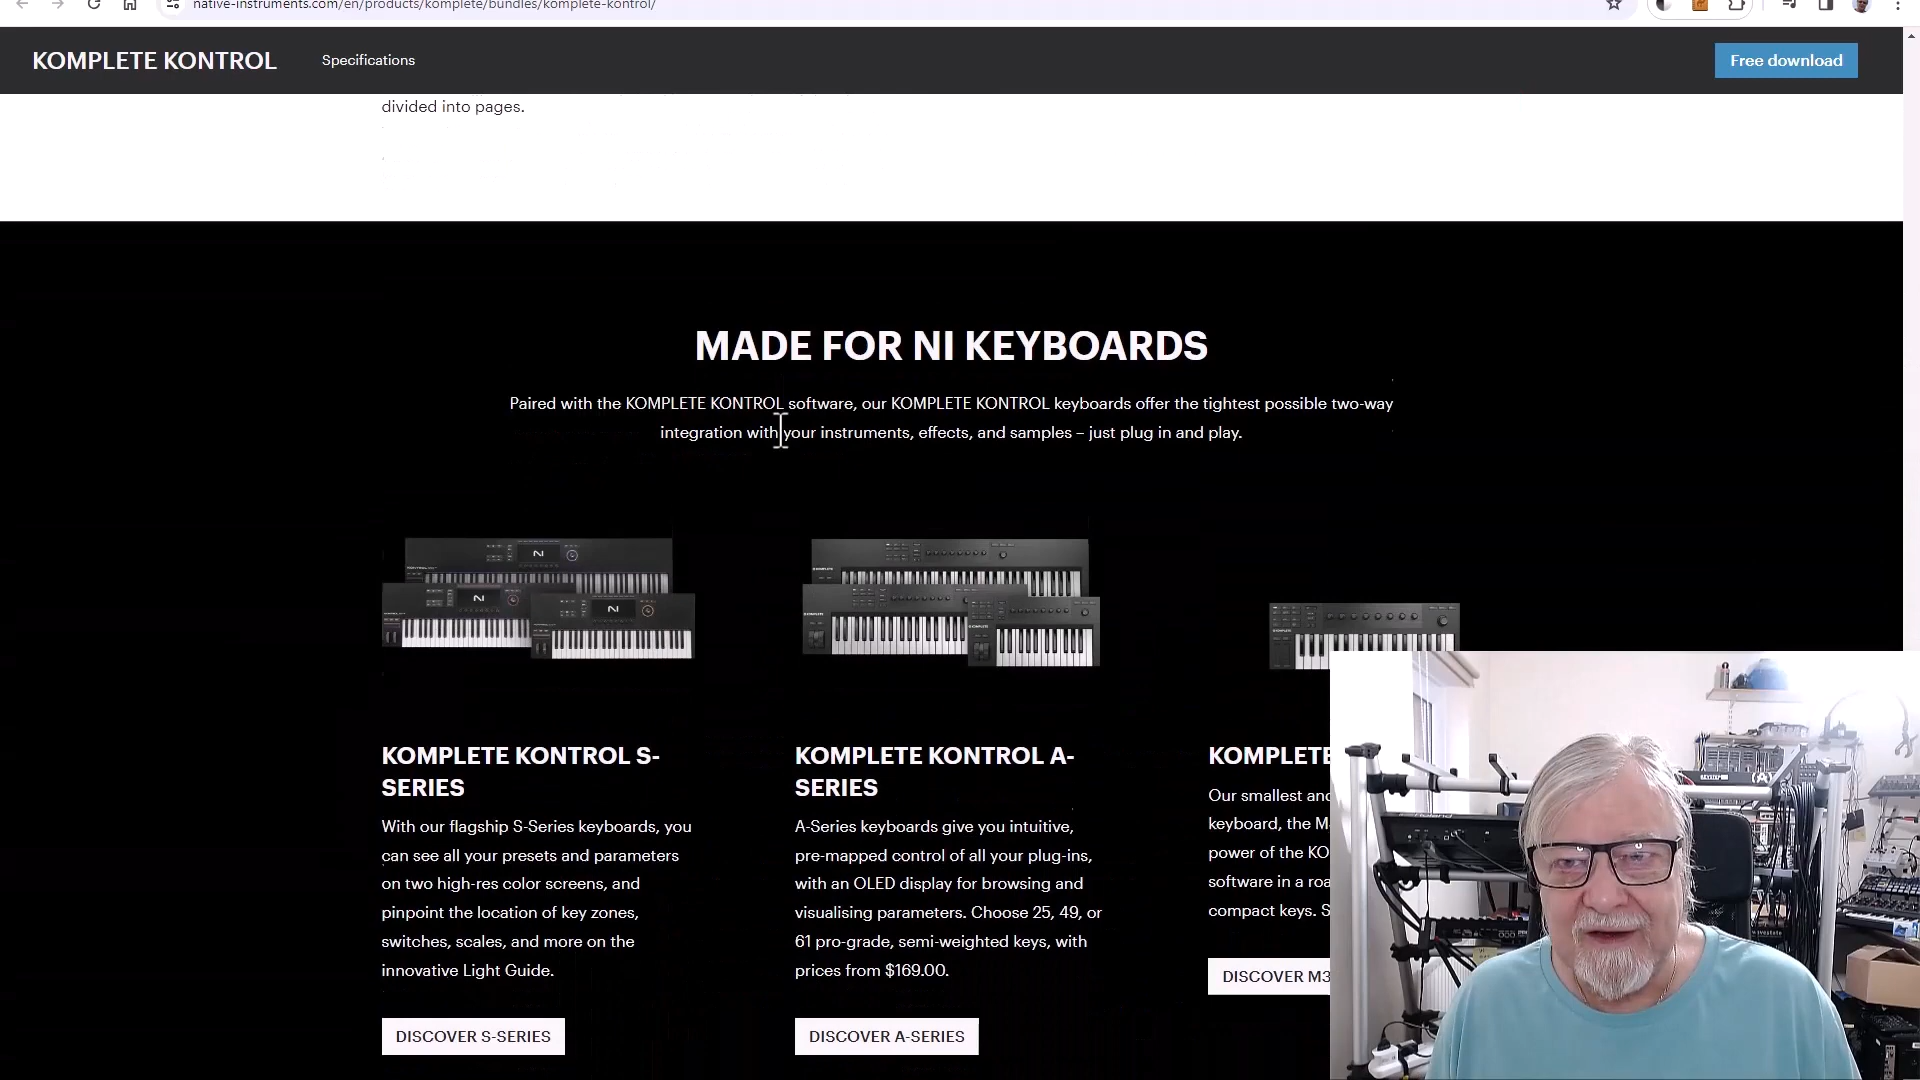 native-instruments.com/en/products/komplete/bundles/komplete-kontrol/
KOMPLETE KONTROL
Specifications
Free download
divided into pages.
MADE FOR NI KEYBOARDS
Paired with the KOMPLETE KONTROL software, our KOMPLETE KONTROL keyboards offer the tightest possible two-way
integration with your instruments, effects, and samples – just plug in and play.
KOMPLETE KONTROL S-
SERIES
With our flagship S-Series keyboards, you
can see all your presets and parameters
on two high-res color screens, and
pinpoint the location of key zones,
switches, scales, and more on the
innovative Light Guide.
DISCOVER S-SERIES
KOMPLETE KONTROL A-
SERIES
A-Series keyboards give you intuitive,
pre-mapped control of all your plug-ins,
with an OLED display for browsing and
visualising parameters. Choose 25, 49, or
61 pro-grade, semi-weighted keys, with
prices from $169.00.
DISCOVER A-SERIES
KOMPLETE
Our smallest and
keyboard, the M
power of the KO
software in a roa
compact keys. S
DISCOVER M3